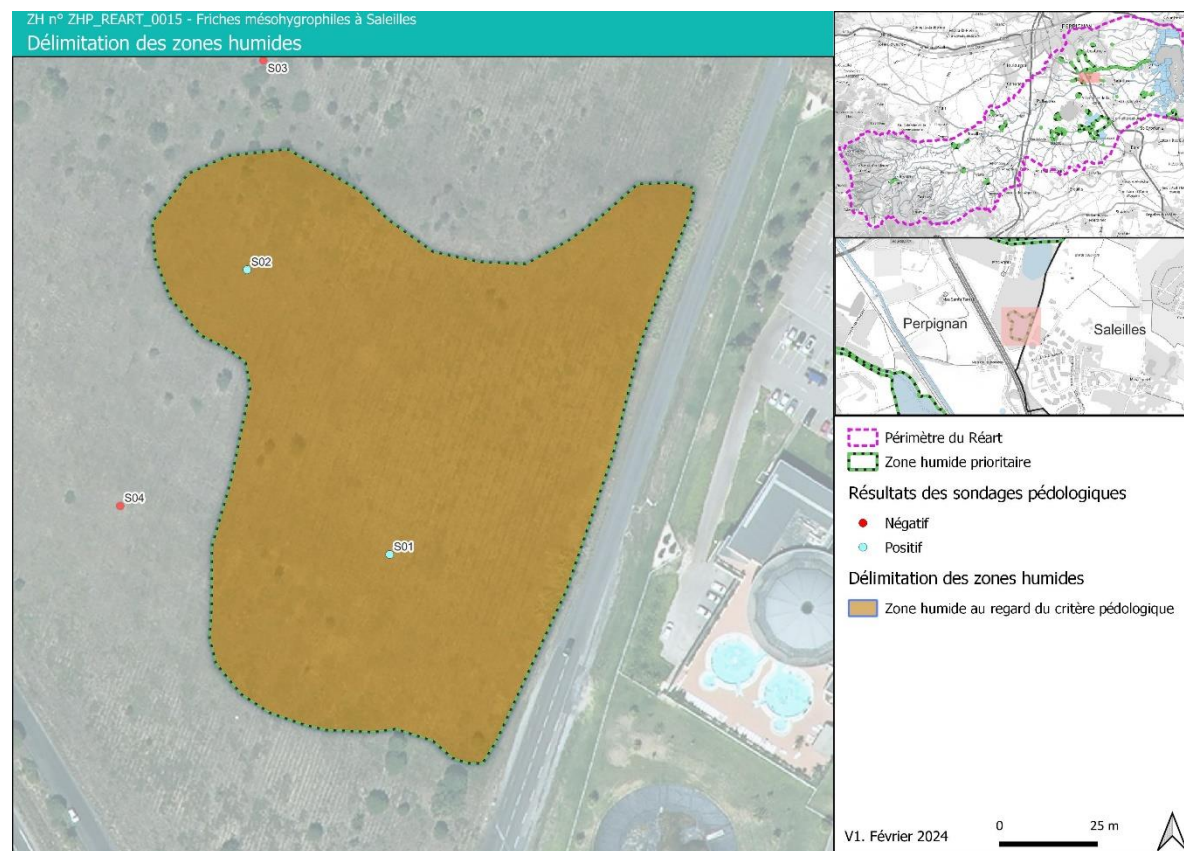 ZH n° ZHP_REART_0015 - Friches mésohygrophiles à Saleilles
Délimitation des zones humides
S03
S02
S04
S01
PERPIGNAN
Perpignan
Saleilles
Périmètre du Réart
Zone humide prioritaire
Résultats des sondages pédologiques
Négatif
Positif
Délimitation des zones humides
Zone humide au regard du critère pédologique
V1. Février 2024
0
25 m